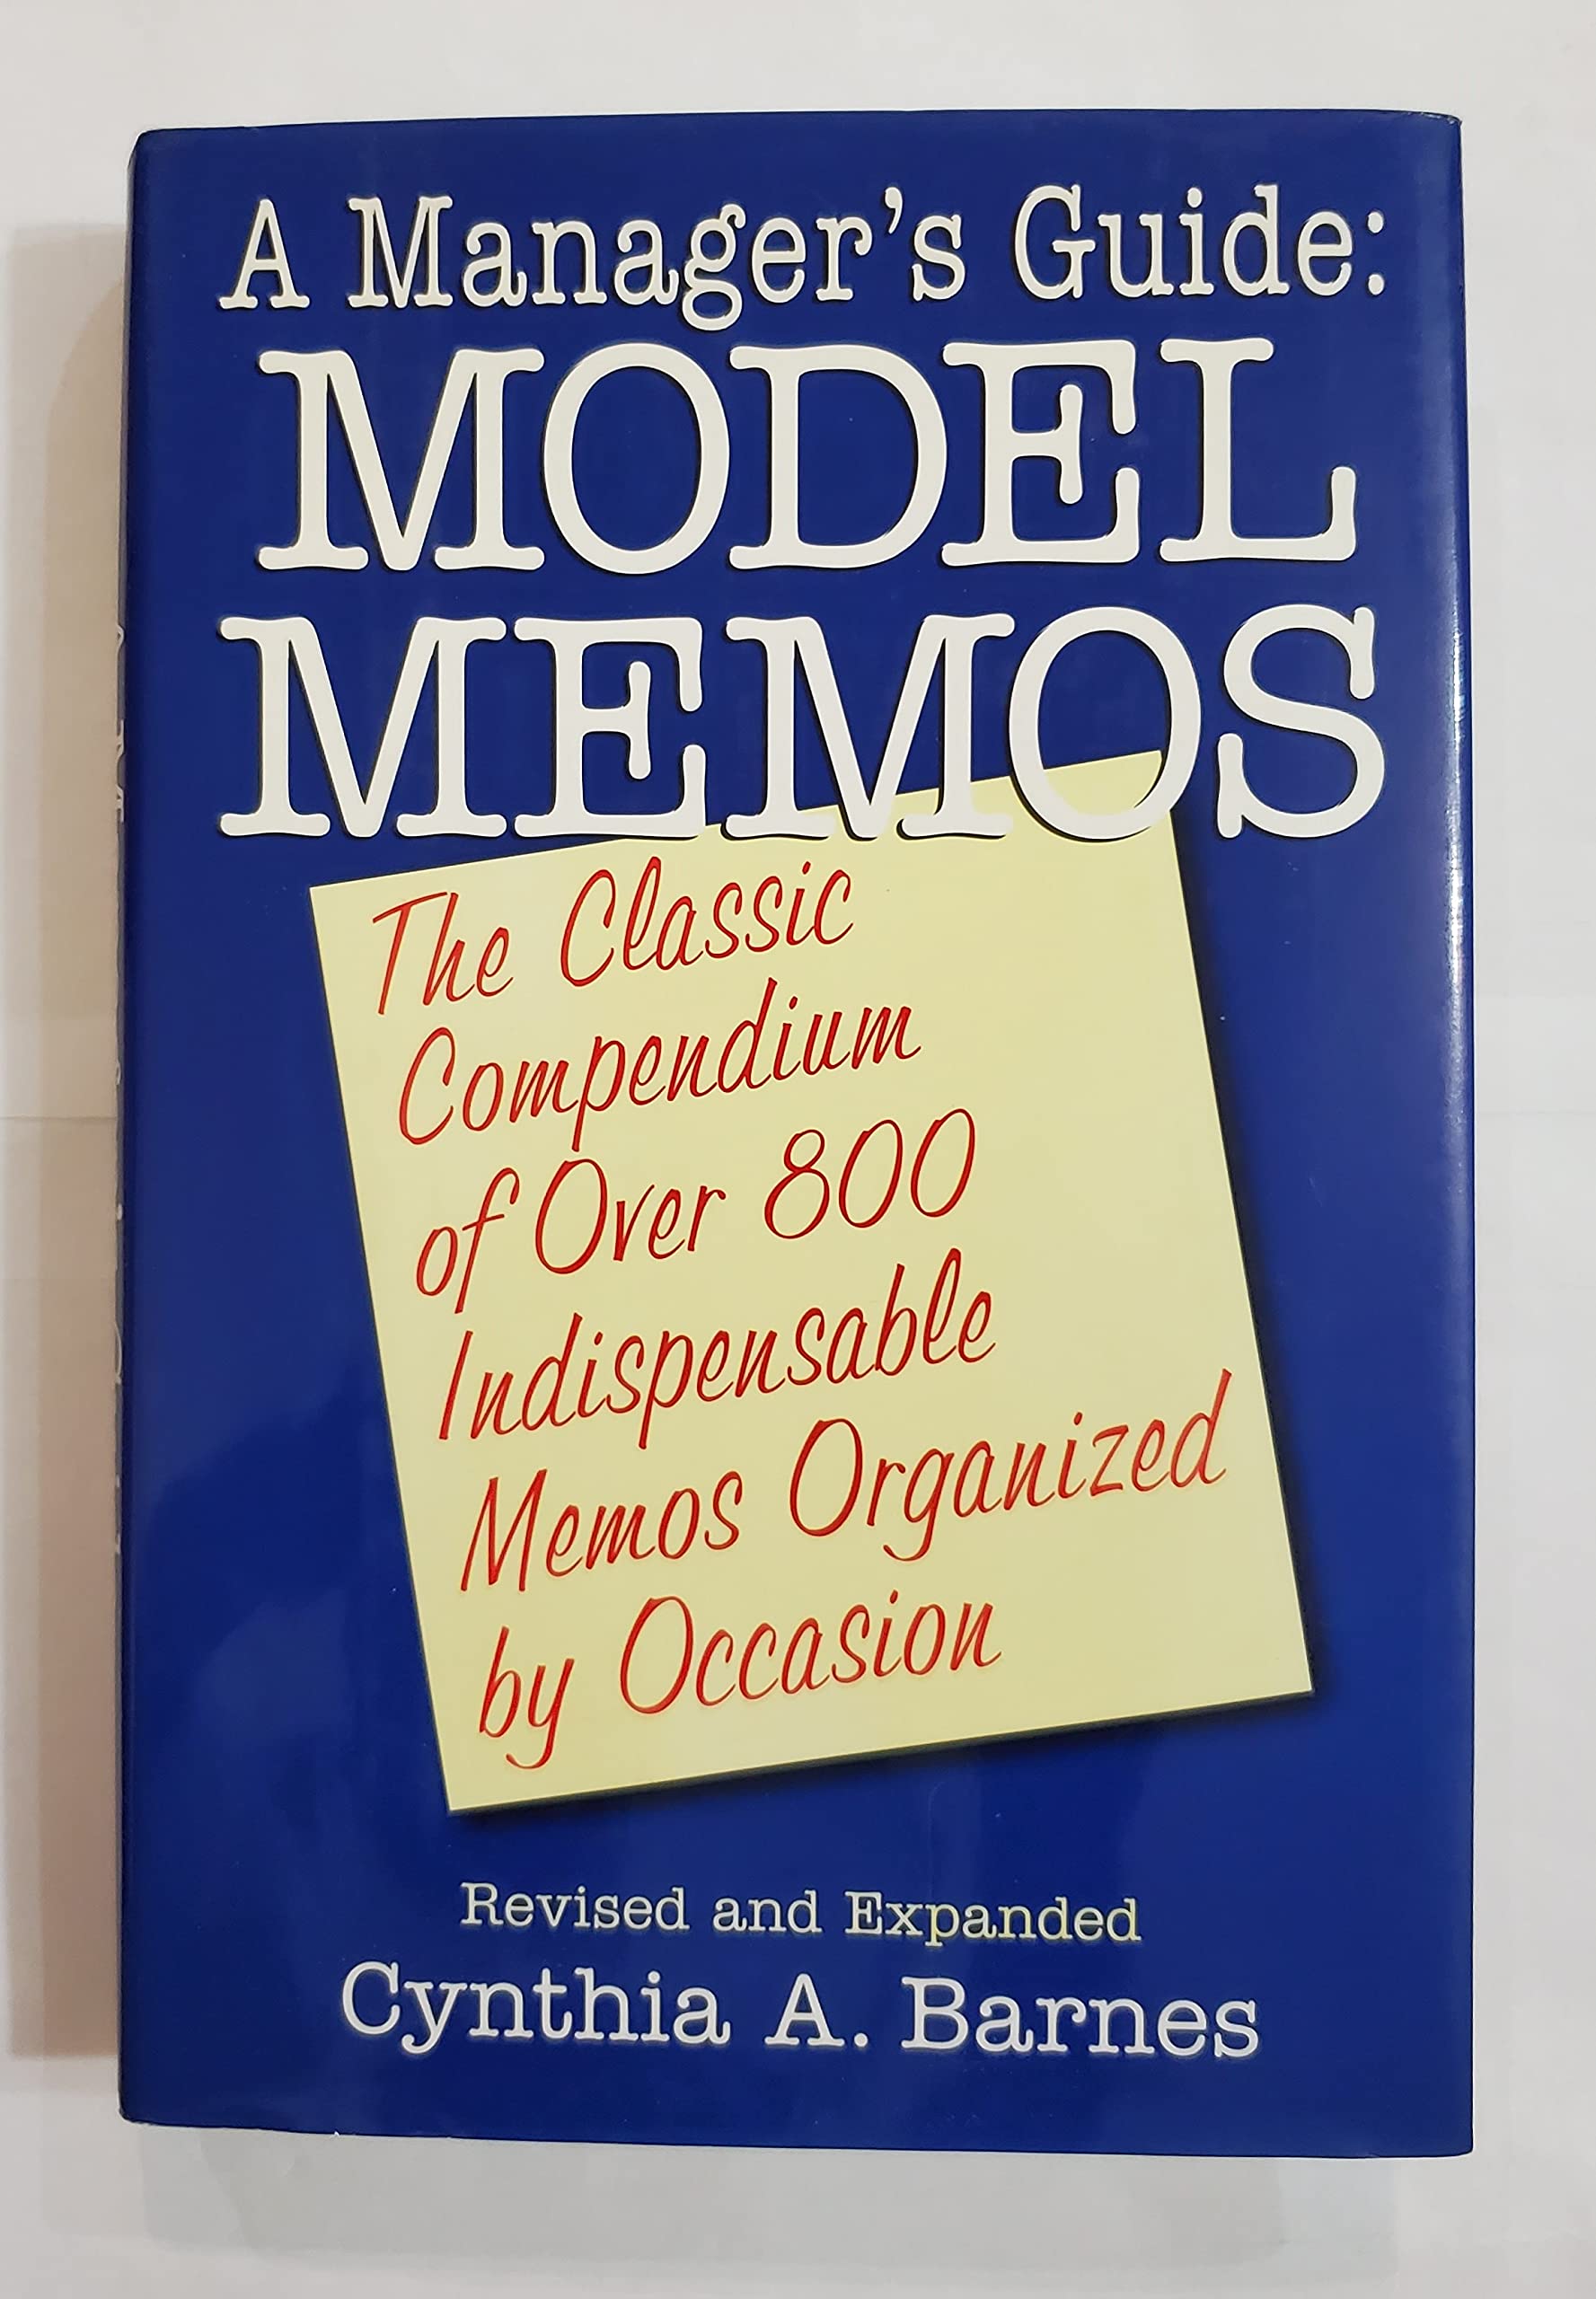 A Manager's Guide:
MODEL
MEMOS
The Classic
Compendium
of Over 800
Indispensable
Memos Organized
by Occasion
Revised and Expanded
Cynthia A. Barnes